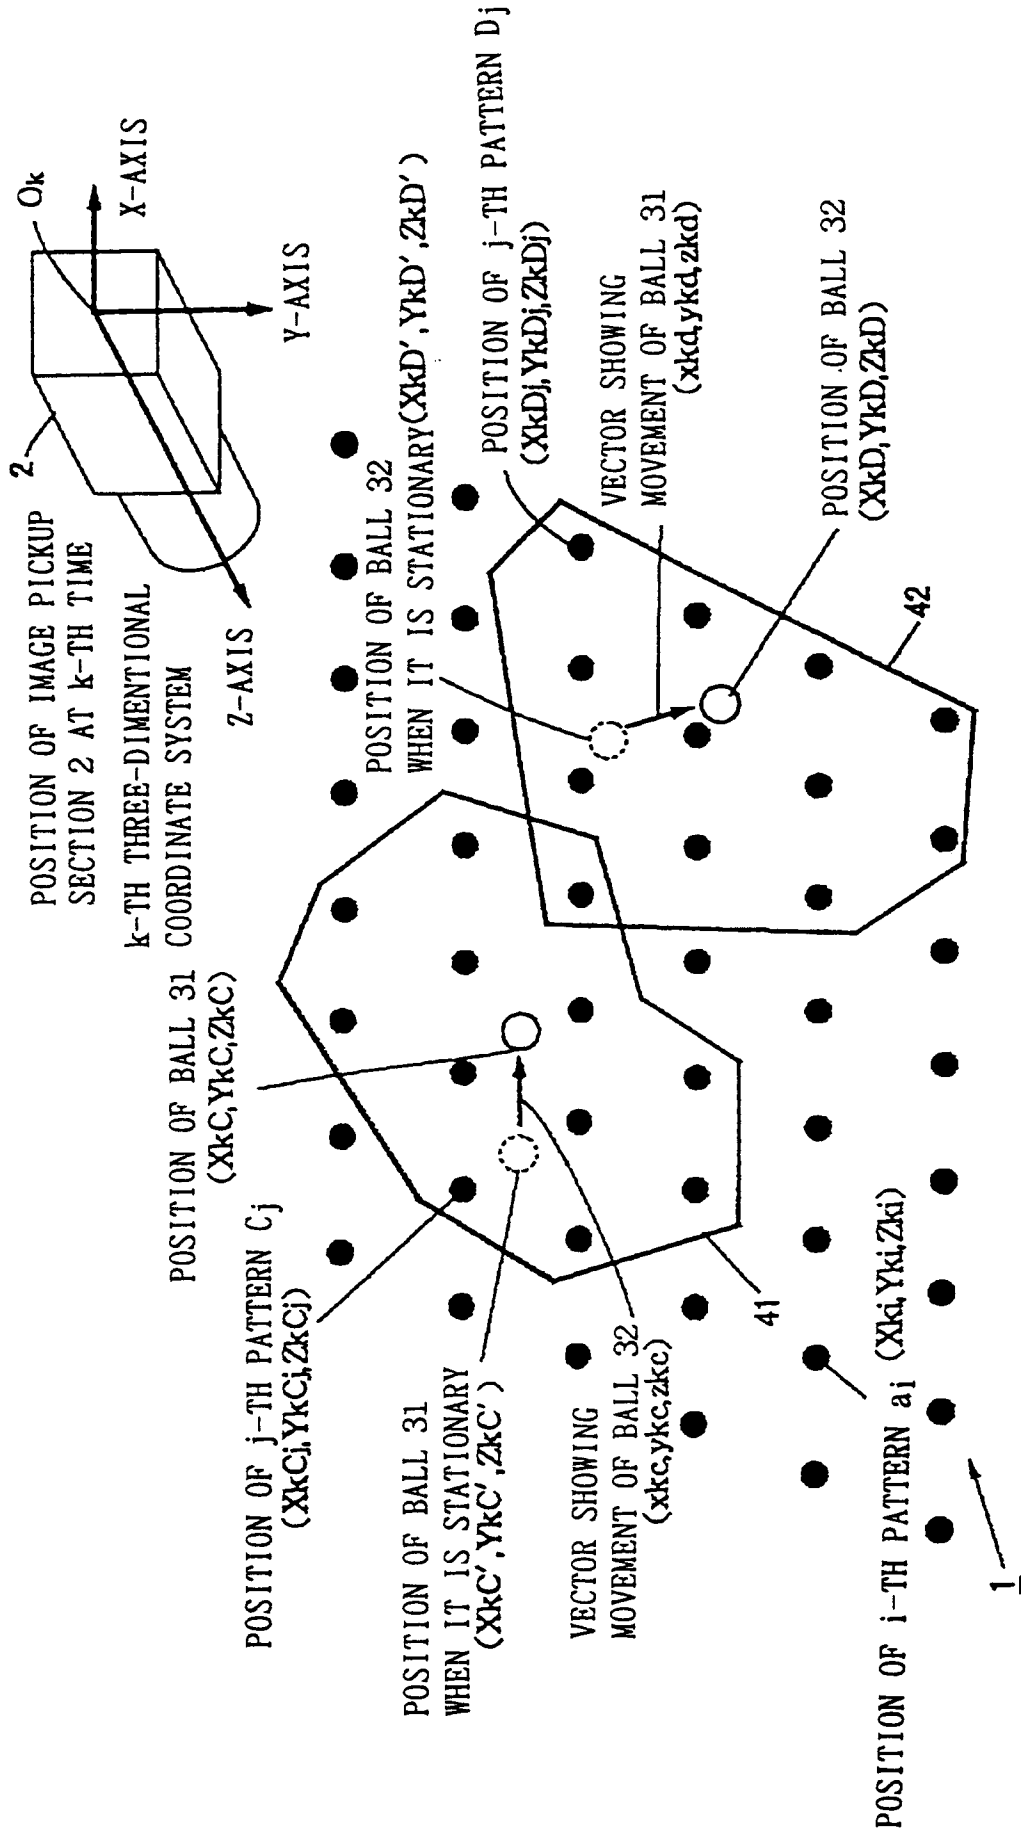 POSITION OF IMAGE PICKUP
SECTION 2 AT k-TH TIME
k-TH THREE-DIMENTIONAL
COORDINATE SYSTEM
2
Ok
X-AXIS
Y-AXIS
Z-AXIS
POSITION OF BALL 31
(XkC,YkC,ZkC)
POSITION OF j-TH PATTERN Cj
(XkCj,YkCj,ZkCj)
POSITION OF BALL 31
WHEN IT IS STATIONARY
(XkC',YkC',ZkC')
VECTOR SHOWING
MOVEMENT OF BALL 32
(xkc,ykc,zkc)
41
POSITION OF BALL 32
WHEN IT IS STATIONARY(XkD',YkD',ZkD')
POSITION OF j-TH PATTERN Dj
(XkDj,YkDj,ZkDj)
VECTOR SHOWING
MOVEMENT OF BALL 31
(xkd,ykd,zkd)
POSITION OF BALL 32
(XkD,YkD,ZkD)
42
POSITION OF i-TH PATTERN aj (Xki,Yki,Zki)
1